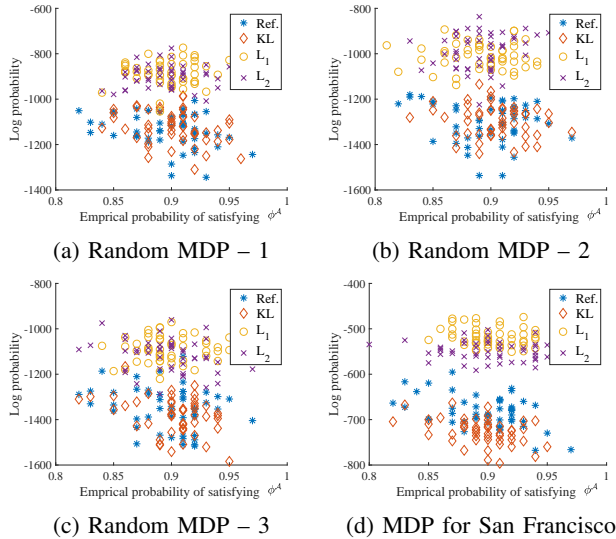 -600
-800
-1000
-1200
-1400
Log probability
0.8 0.85 0.9 0.95 1
Emprical probability of satisfying ϕ^A
Ref.
KL
L1
L2
(a) Random MDP – 1
-800
-1000
-1200
-1400
-1600
Log probability
0.8 0.85 0.9 0.95 1
Emprical probability of satisfying ϕ^A
Ref.
KL
L1
L2
(b) Random MDP – 2
-800
-1000
-1200
-1400
-1600
Log probability
0.8 0.85 0.9 0.95 1
Emprical probability of satisfying ϕ^A
Ref.
KL
L1
L2
(c) Random MDP – 3
-400
-500
-600
-700
-800
Log probability
0.8 0.85 0.9 0.95 1
Emprical probability of satisfying ϕ^A
Ref.
KL
L1
L2
(d) MDP for San Francisco